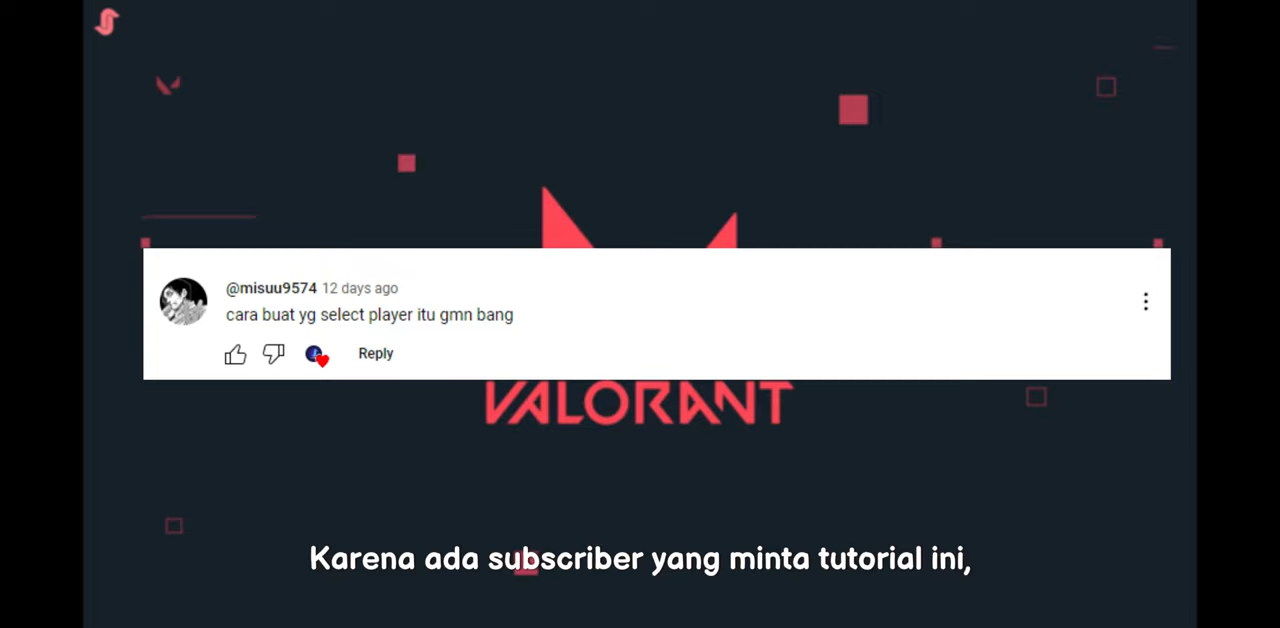 @misuu9574 12 days ago
cara buat yg select player itu gmn bang
Reply
VALORANT
Karena ada subscriber yang minta tutorial ini,